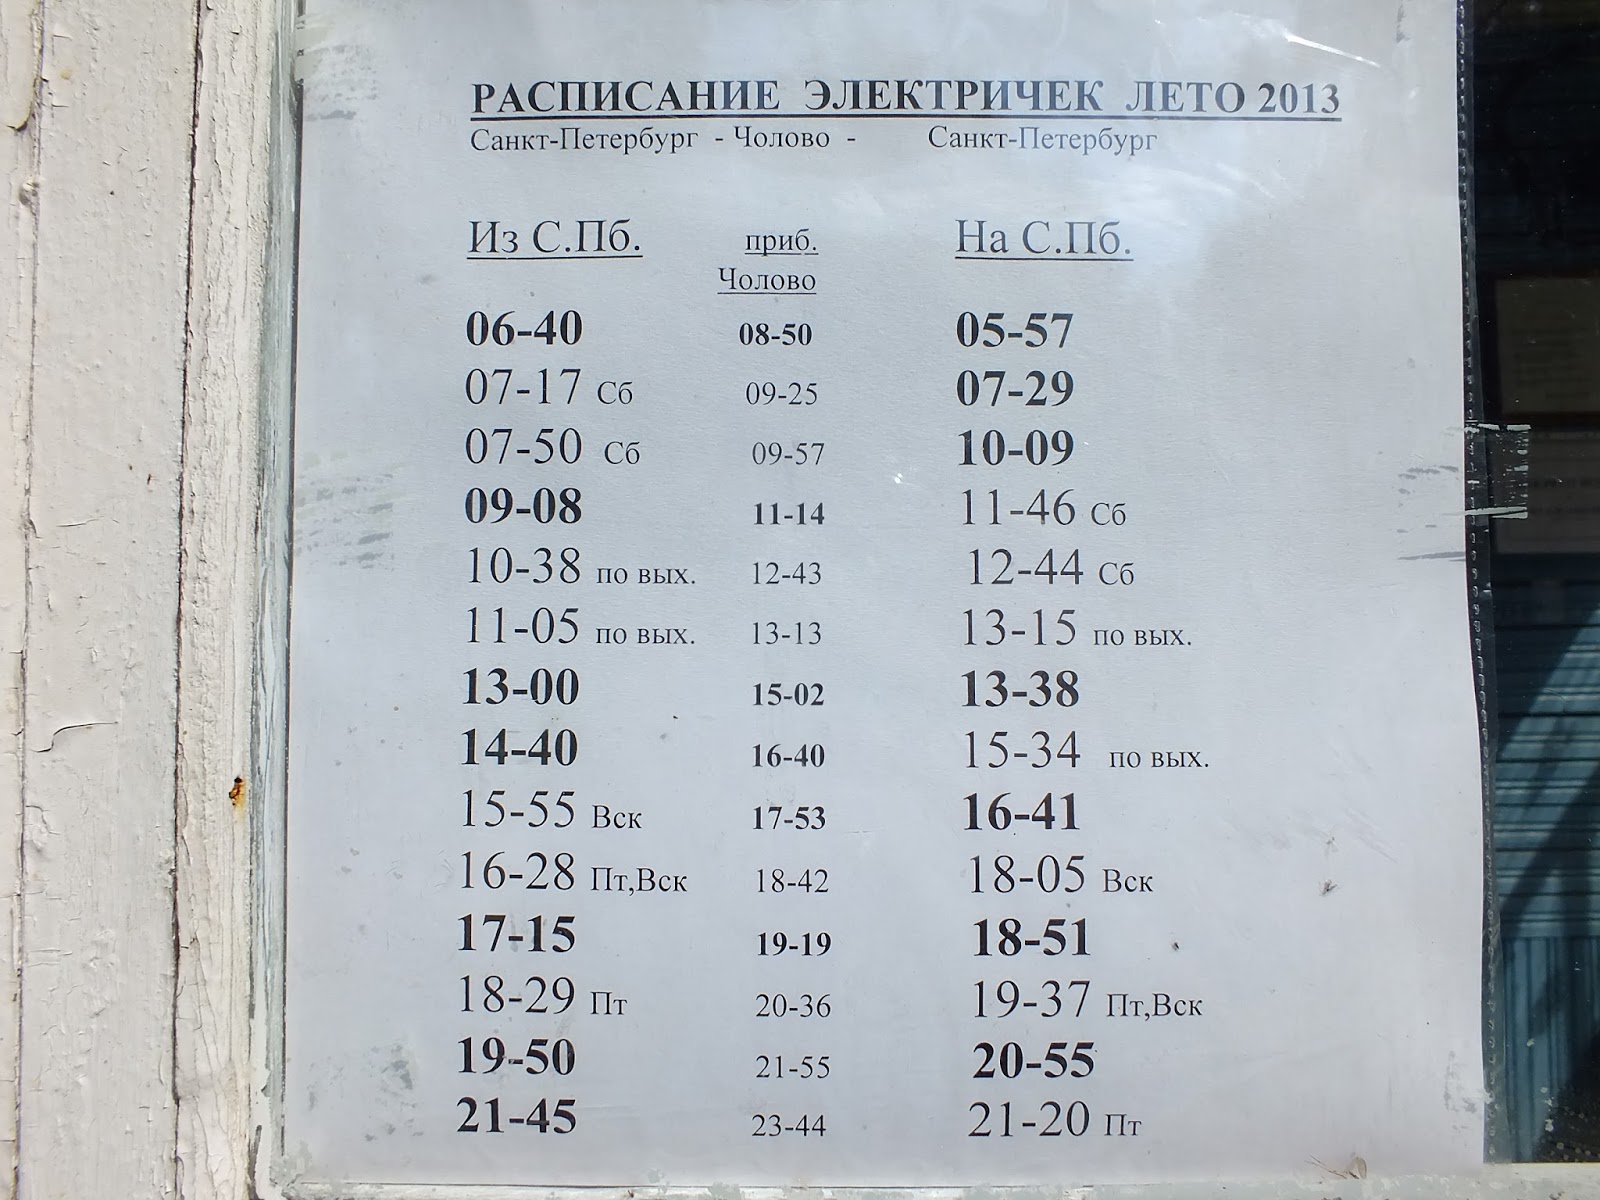 РАСПИСАНИЕ ЭЛЕКТРИЧЕК ЛЕТО 2013
Санкт-Петербург - Чолово - Санкт-Петербург
Из С.Пб. приб. На С.Пб.
Чолово
06-40 08-50 05-57
07-17 Сб 09-25 07-29
07-50 Сб 09-57 10-09
09-08 11-14 11-46 Сб
10-38 по вых. 12-43 12-44 Сб
11-05 по вых. 13-13 13-15 по вых.
13-00 15-02 13-38
14-40 16-40 15-34 по вых.
15-55 Вск 17-53 16-41
16-28 Пт,Вск 18-42 18-05 Вск
17-15 19-19 18-51
18-29 Пт 20-36 19-37 Пт,Вск
19-50 21-55 20-55
21-45 23-44 21-20 Пт